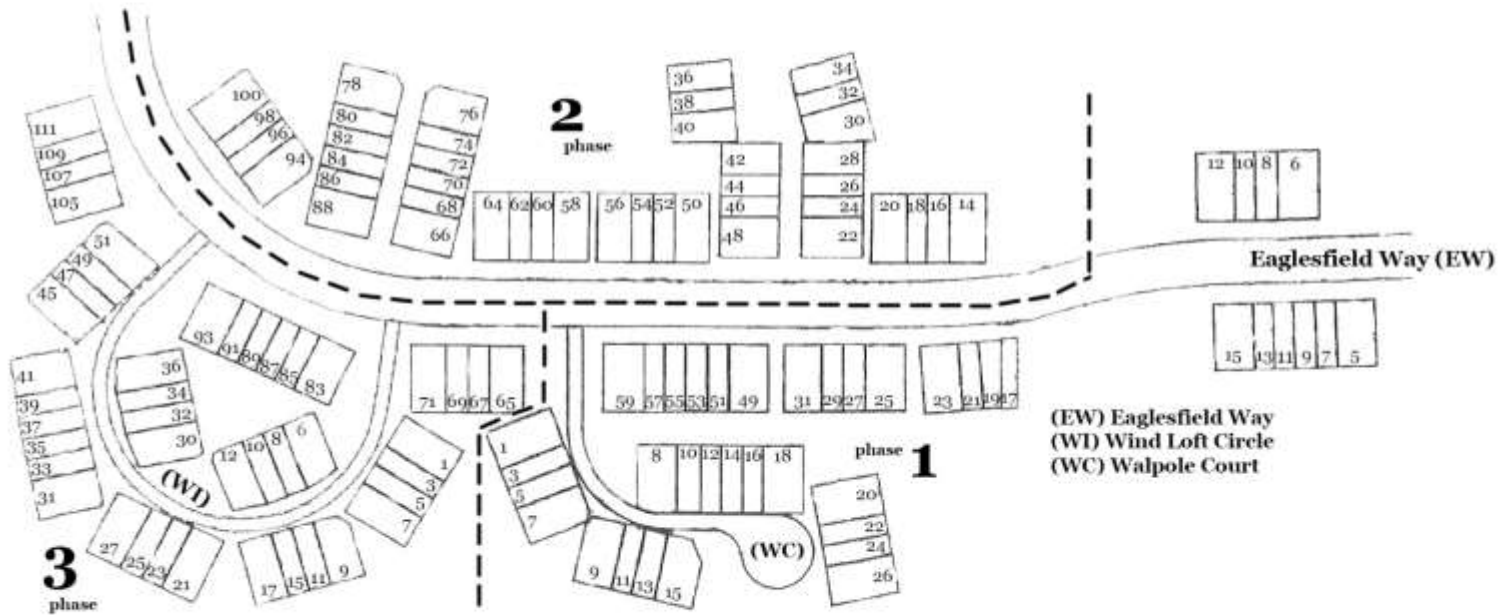 78
100
98
96
94
80
82
84
86
88
76
74
72
70
68
66
2
phase
36
38
40
34
32
30
42
44
46
48
28
26
24
22
64 62 60 58
56 54 52 50
20 18 16 14
12 10 8 6
111
109
107
105
Eaglesfield Way (EW)
51
49
47
45
93 91 89 87 85 83
71 69 67 65
59 57 55 53 51 49
31 29 27 25
23 21 19 17
15 13 11 9 7 5
41
39
37
35
33
31
36
34
32
30
12 10 8 6
(WI)
1
3
5
7
1
3
5
7
8 10 12 14 16 18
phase 1
20
22
24
26
(EW) Eaglesfield Way
(WI) Wind Loft Circle
(WC) Walpole Court
27 25 23 21
17 15 11 9
9 11 13 15
(WC)
3
phase